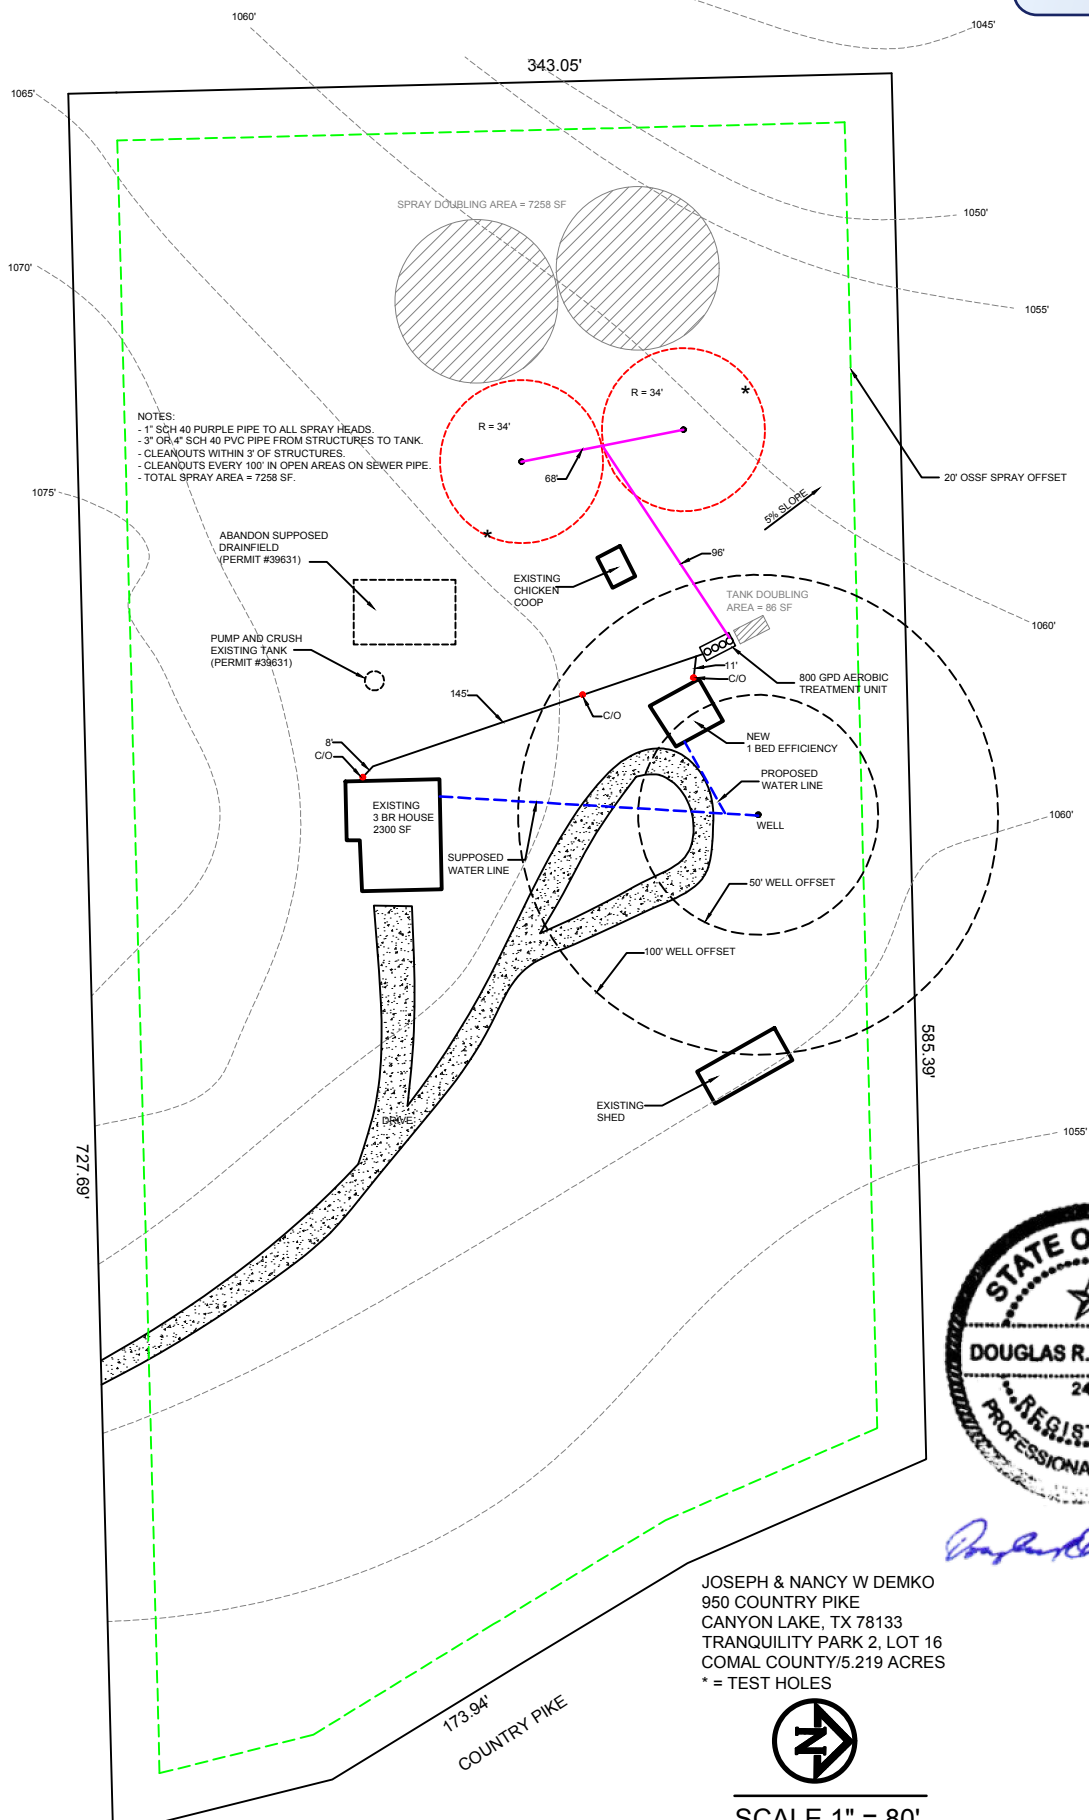 1060'
1045'
343.05'
1065'
SPRAY DOUBLING AREA = 7258 SF
1050'
1070'
1055'
R = 34'
R = 34'
*
NOTES:
- 1" SCH 40 PURPLE PIPE TO ALL SPRAY HEADS.
- 3" OR 4" SCH 40 PVC PIPE FROM STRUCTURES TO TANK.
- CLEANOUTS WITHIN 3' OF STRUCTURES.
- CLEANOUTS EVERY 100' IN OPEN AREAS ON SEWER PIPE.
- TOTAL SPRAY AREA = 7258 SF.
68'
20' OSSF SPRAY OFFSET
1075'
5% SLOPE
*
ABANDON SUPPOSED
DRAINFIELD
(PERMIT #39631)
96'
EXISTING
CHICKEN
COOP
TANK DOUBLING
AREA = 86 SF
1060'
PUMP AND CRUSH
EXISTING TANK
(PERMIT #39631)
11'
C/O
800 GPD AEROBIC
TREATMENT UNIT
145'
C/O
NEW
1 BED EFFICIENCY
8'
C/O
PROPOSED
WATER LINE
EXISTING
3 BR HOUSE
2300 SF
WELL
1060'
SUPPOSED
WATER LINE
50' WELL OFFSET
100' WELL OFFSET
585.39'
EXISTING
SHED
DRIVE
1055'
727.69'
STATE O
DOUGLAS R.
24
REGIST
PROFESSIONA
JOSEPH & NANCY W DEMKO
950 COUNTRY PIKE
CANYON LAKE, TX 78133
TRANQUILITY PARK 2, LOT 16
COMAL COUNTY/5.219 ACRES
* = TEST HOLES
173.94'
COUNTRY PIKE
N
SCALE 1" = 80'